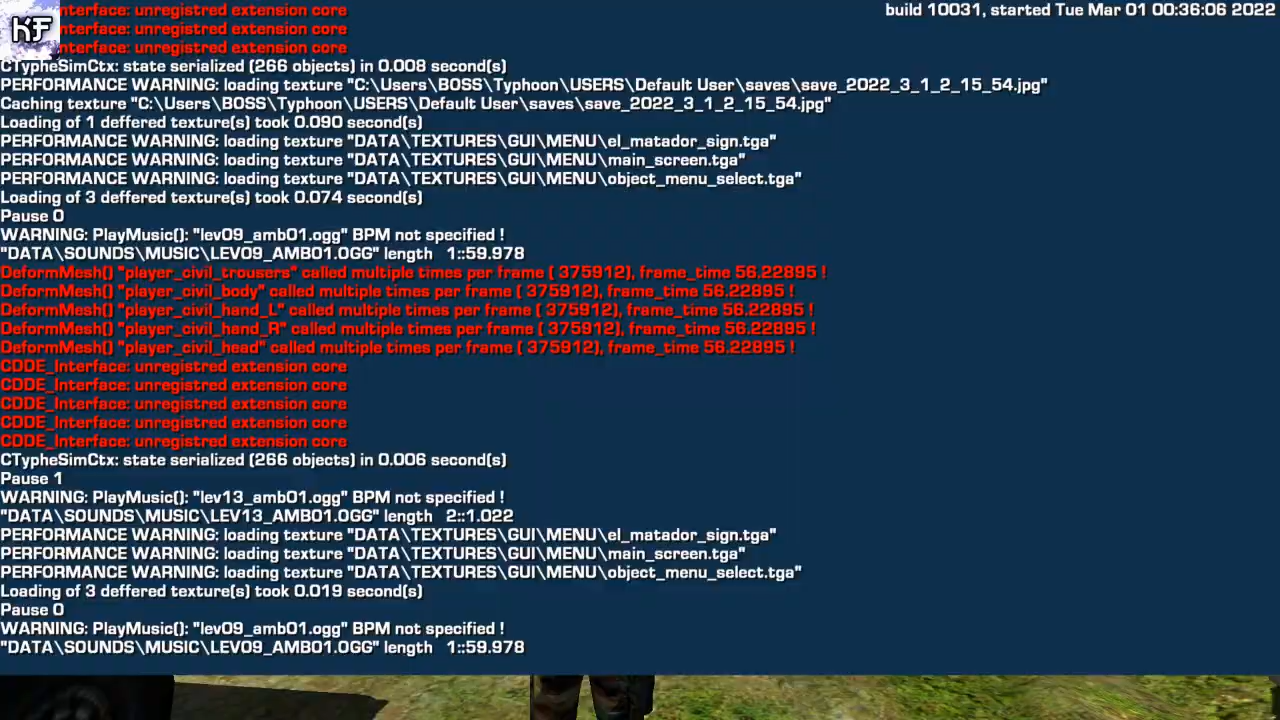 KF
build 10031, started Tue Mar 01 00:36:06 2022
nterface: unregistred extension core
nterface: unregistred extension core
nterface: unregistred extension core
CTypheSimCtx: state serialized (266 objects) in 0.008 second(s)
PERFORMANCE WARNING: loading texture "C:\Users\BOSS\Typhoon\USERS\Default User\saves\save_2022_3_1_2_15_54.jpg"
Caching texture "C:\Users\BOSS\Typhoon\USERS\Default User\saves\save_2022_3_1_2_15_54.jpg"
Loading of 1 deffered texture(s) took 0.090 second(s)
PERFORMANCE WARNING: loading texture "DATA\TEXTURES\GUI\MENU\el_matador_sign.tga"
PERFORMANCE WARNING: loading texture "DATA\TEXTURES\GUI\MENU\main_screen.tga"
PERFORMANCE WARNING: loading texture "DATA\TEXTURES\GUI\MENU\object_menu_select.tga"
Loading of 3 deffered texture(s) took 0.074 second(s)
Pause 0
WARNING: PlayMusic(): "lev09_amb01.ogg" BPM not specified !
"DATA\SOUNDS\MUSIC\LEV09_AMB01.OGG" length 1::59.978
DeformMesh() "player_civil_trousers" called multiple times per frame ( 375912), frame_time 56.22895 !
DeformMesh() "player_civil_body" called multiple times per frame ( 375912), frame_time 56.22895 !
DeformMesh() "player_civil_hand_L" called multiple times per frame ( 375912), frame_time 56.22895 !
DeformMesh() "player_civil_hand_R" called multiple times per frame ( 375912), frame_time 56.22895 !
DeformMesh() "player_civil_head" called multiple times per frame ( 375912), frame_time 56.22895 !
CDDE_Interface: unregistred extension core
CDDE_Interface: unregistred extension core
CDDE_Interface: unregistred extension core
CDDE_Interface: unregistred extension core
CDDE_Interface: unregistred extension core
CTypheSimCtx: state serialized (266 objects) in 0.006 second(s)
Pause 1
WARNING: PlayMusic(): "lev13_amb01.ogg" BPM not specified !
"DATA\SOUNDS\MUSIC\LEV13_AMB01.OGG" length 2::1.022
PERFORMANCE WARNING: loading texture "DATA\TEXTURES\GUI\MENU\el_matador_sign.tga"
PERFORMANCE WARNING: loading texture "DATA\TEXTURES\GUI\MENU\main_screen.tga"
PERFORMANCE WARNING: loading texture "DATA\TEXTURES\GUI\MENU\object_menu_select.tga"
Loading of 3 deffered texture(s) took 0.019 second(s)
Pause 0
WARNING: PlayMusic(): "lev09_amb01.ogg" BPM not specified !
"DATA\SOUNDS\MUSIC\LEV09_AMB01.OGG" length 1::59.978